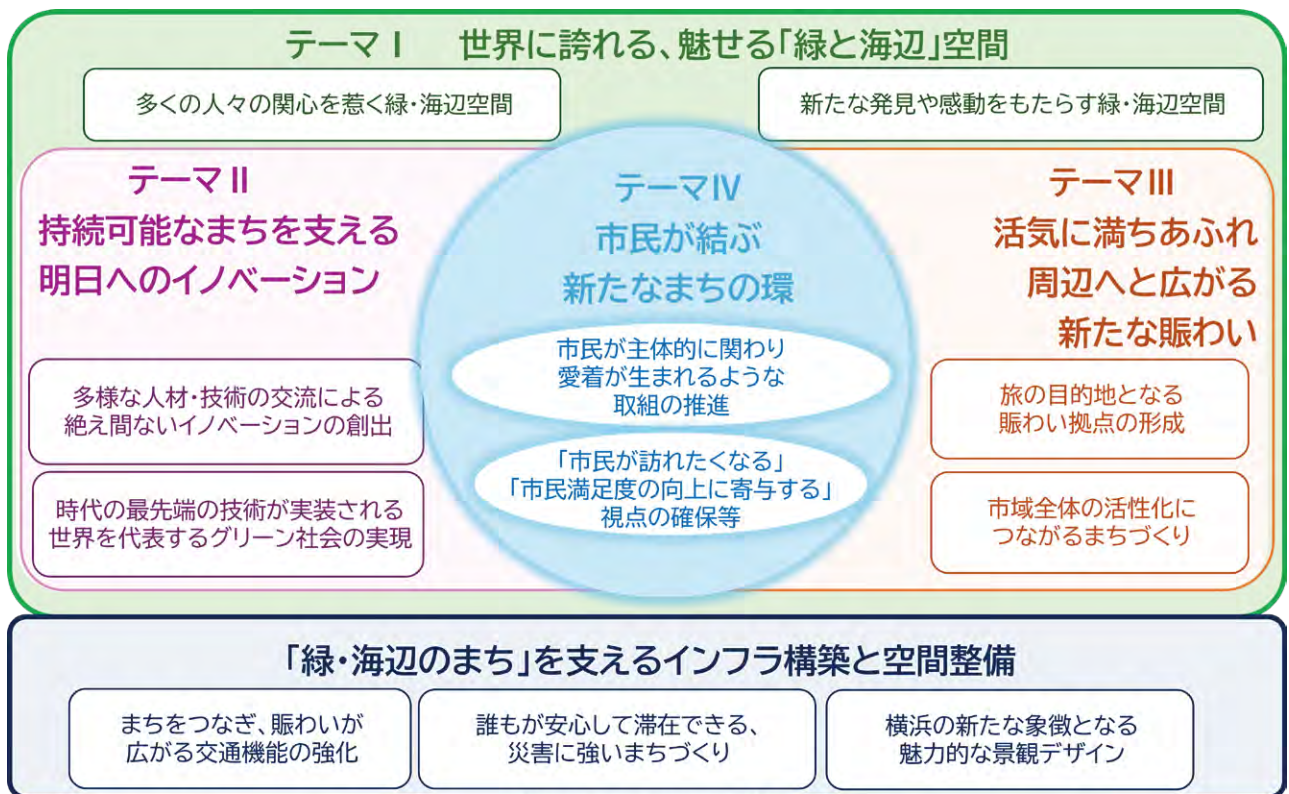 テーマⅠ 世界に誇れる、魅せる「緑と海辺」空間
多くの人々の関心を惹く緑・海辺空間
新たな発見や感動をもたらす緑・海辺空間
テーマⅡ
持続可能なまちを支える
明日へのイノベーション
多様な人材・技術の交流による
絶え間ないイノベーションの創出
時代の最先端の技術が実装される
世界を代表するグリーン社会の実現
テーマⅣ
市民が結ぶ
新たなまちの環
市民が主体的に関わり
愛着が生まれるような
取組の推進
「市民が訪れたくなる」
「市民満足度の向上に寄与する」
視点の確保等
テーマⅢ
活気に満ちあふれ
周辺へと広がる
新たな賑わい
旅の目的地となる
賑わい拠点の形成
市域全体の活性化に
つながるまちづくり
「緑・海辺のまち」を支えるインフラ構築と空間整備
まちをつなぎ、賑わいが
広がる交通機能の強化
誰もが安心して滞在できる、
災害に強いまちづくり
横浜の新たな象徴となる
魅力的な景観デザイン